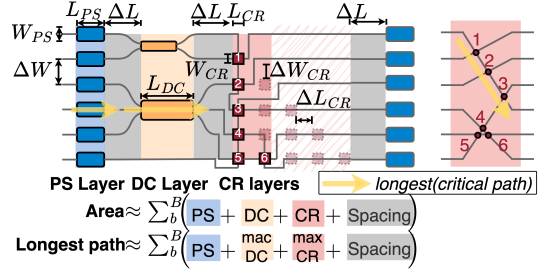 L_PS ΔL ΔL L_CR ΔL
W_PS
ΔW
W_CR
ΔW_CR
L_DC
ΔL_CR
1
2
3
4
5 6
1
2
3
4
5 6
PS Layer DC Layer CR layers
longest(critical path)
Area≈ ∑_b^B(PS + DC + CR + Spacing)
Longest path≈ ∑_b^B(PS + mac DC + max CR + Spacing)